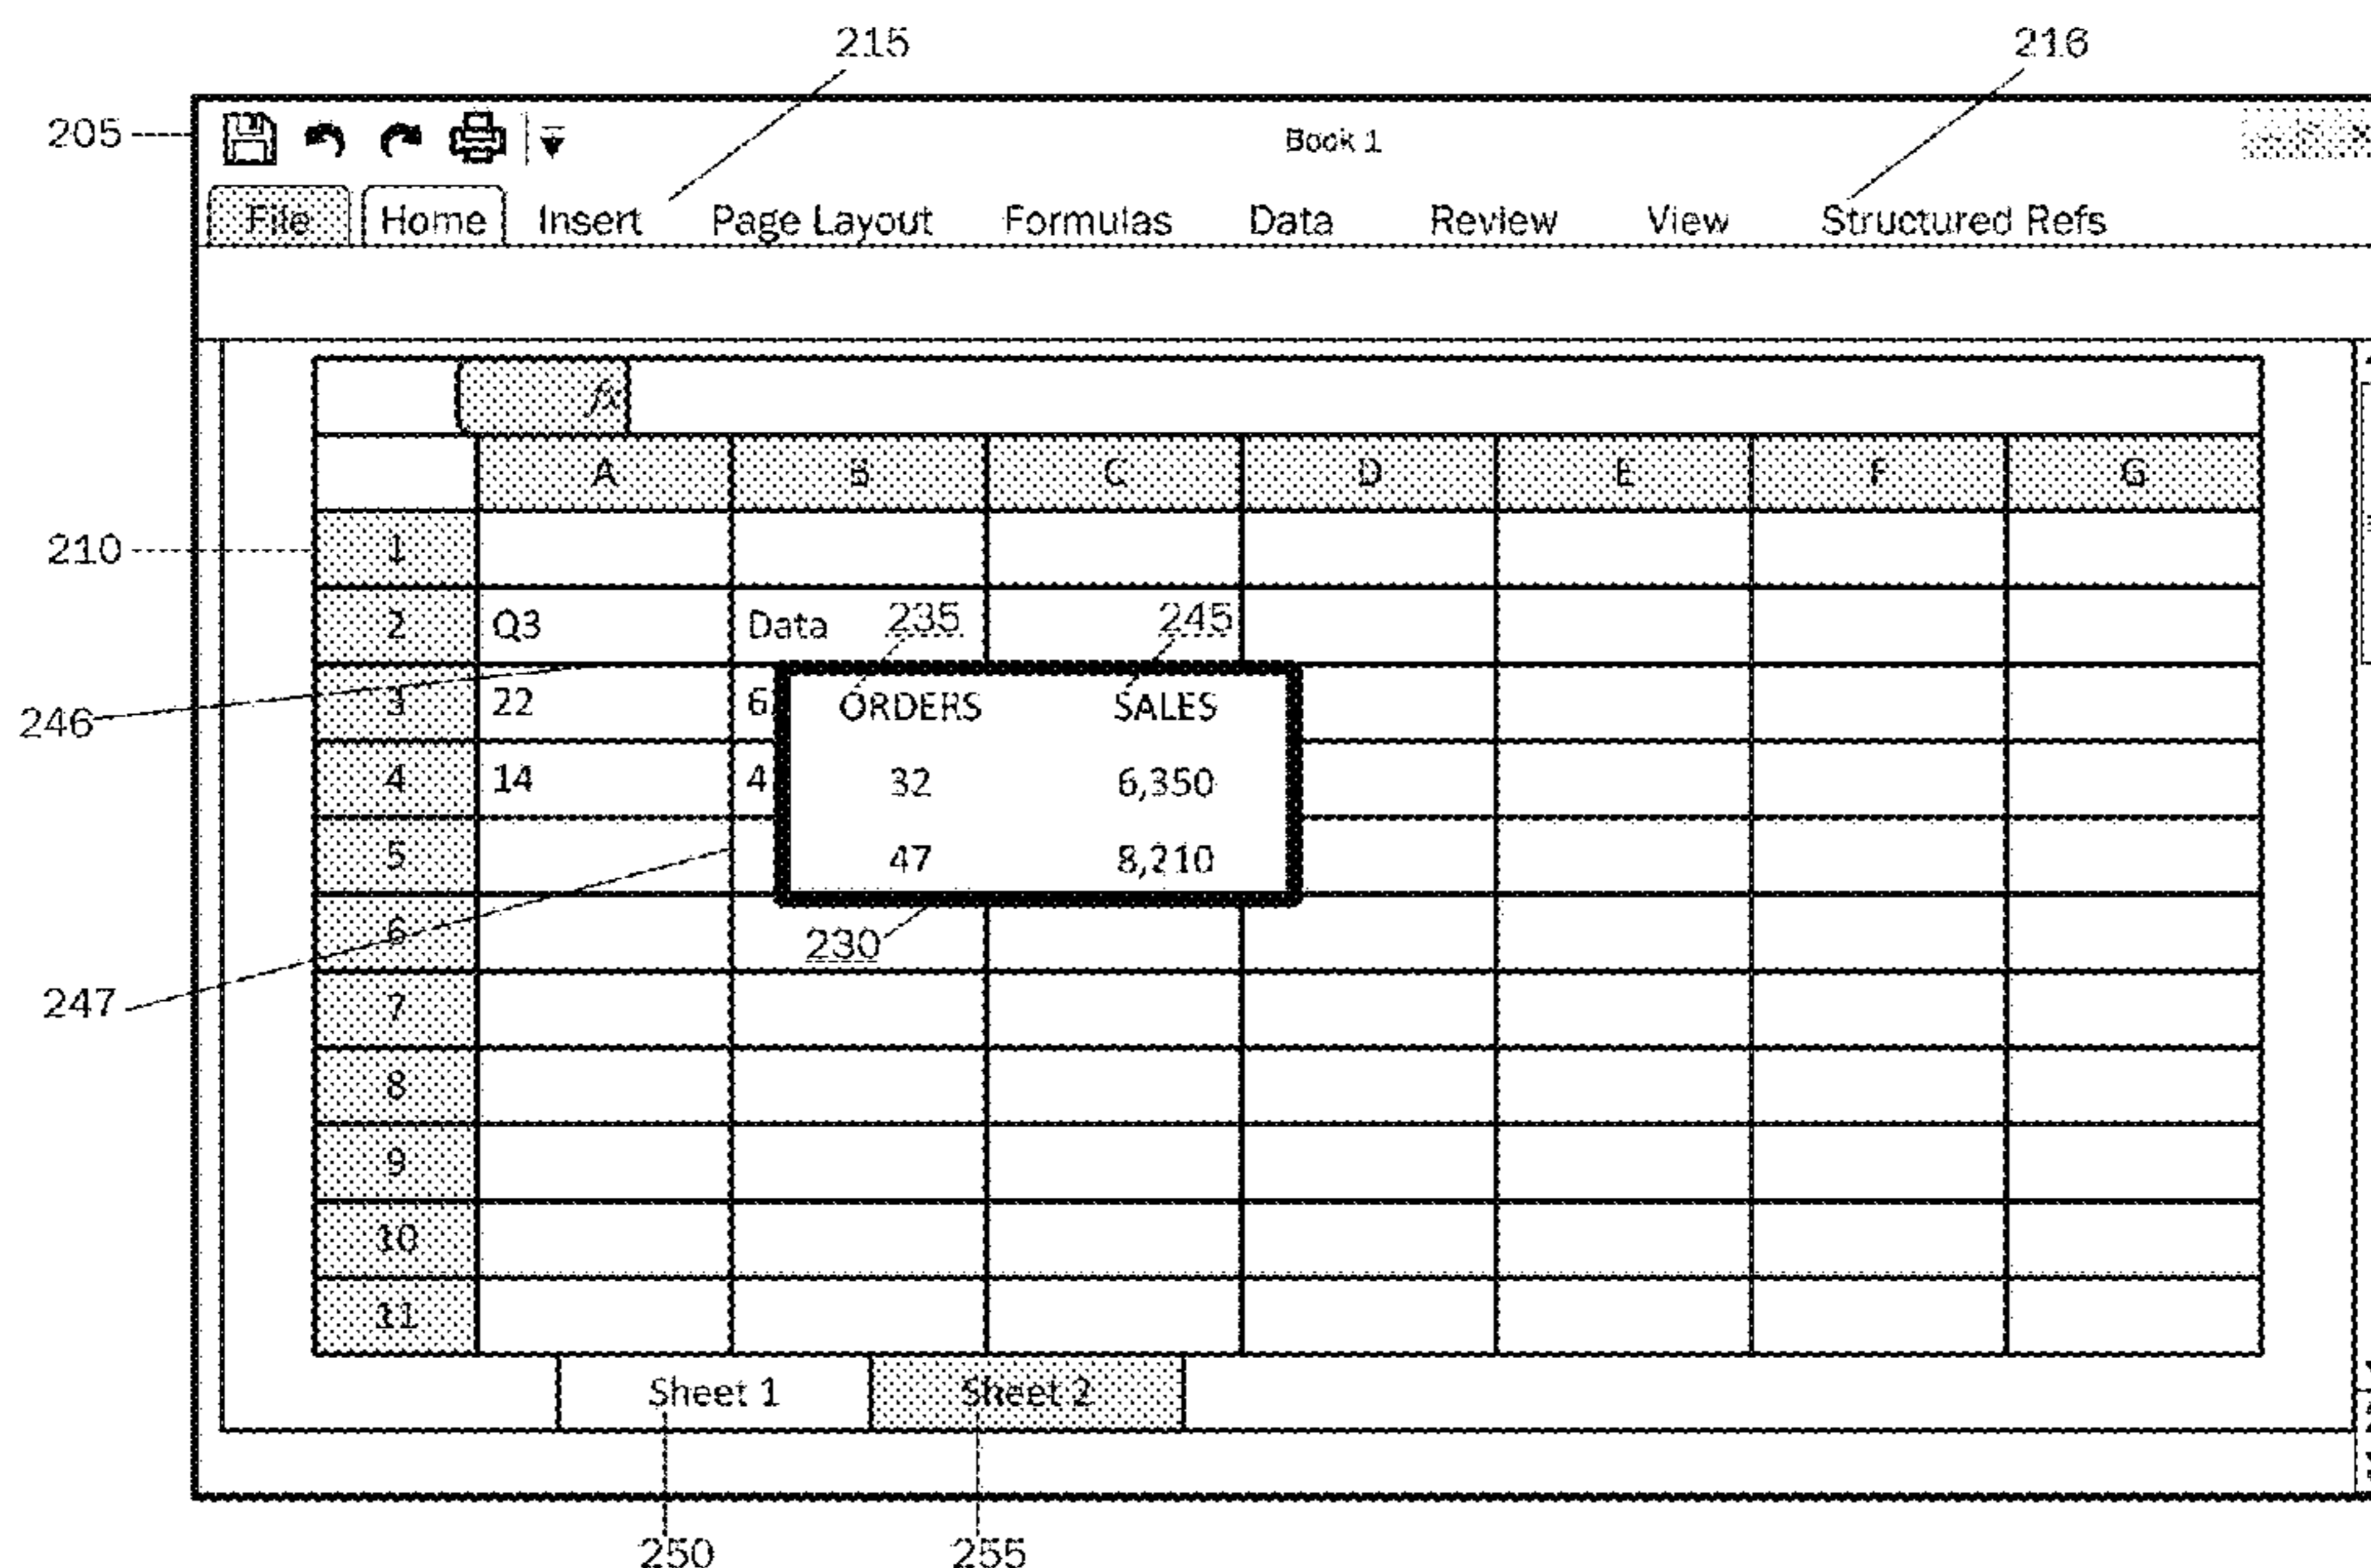 215 216
205 Book 1
File Home Insert Page Layout Formulas Data Review View Structured Refs
fx
A B C D E F G
210 1
2 Q3 Data 235 245
246 3 22 6 ORDERS SALES
4 14 4 32 6,350
5 47 8,210
6 230
247 7
8
9
10
11
Sheet 1 Sheet 2
250 255